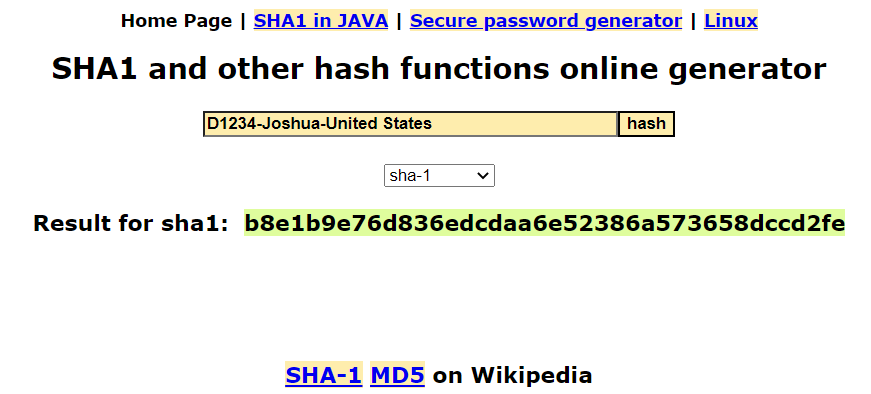 Home Page | SHA1 in JAVA | Secure password generator | Linux
SHA1 and other hash functions online generator
D1234-Joshua-United States hash
sha-1
Result for sha1: b8e1b9e76d836edcdaa6e52386a573658dccd2fe
SHA-1 MD5 on Wikipedia